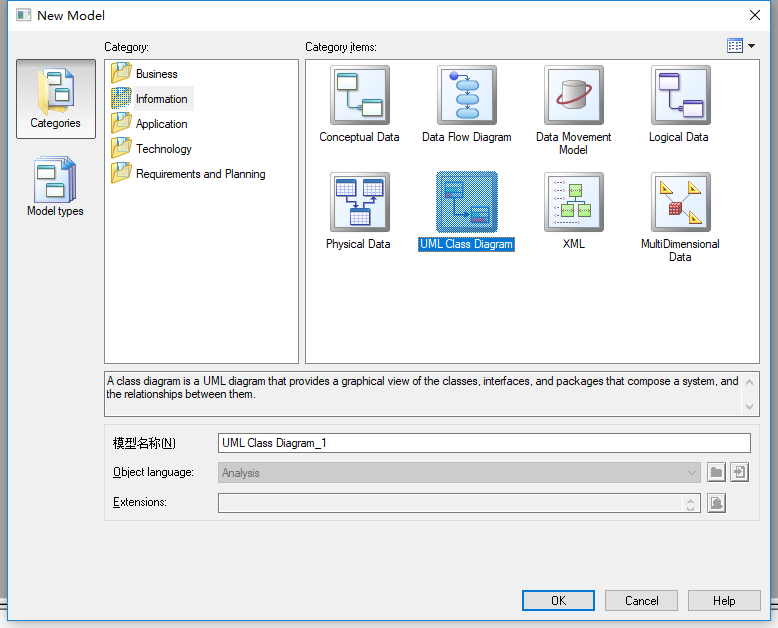 New Model
Category:
Category items:
Categories
Model types
Business
Information
Application
Technology
Requirements and Planning
Conceptual Data
Data Flow Diagram
Data Movement
Model
Logical Data
Physical Data
UML Class Diagram
XML
MultiDimensional
Data
A class diagram is a UML diagram that provides a graphical view of the classes, interfaces, and packages that compose a system, and
the relationships between them.
模型名称(N)
UML Class Diagram_1
Object language:
Analysis
Extensions:
OK
Cancel
Help